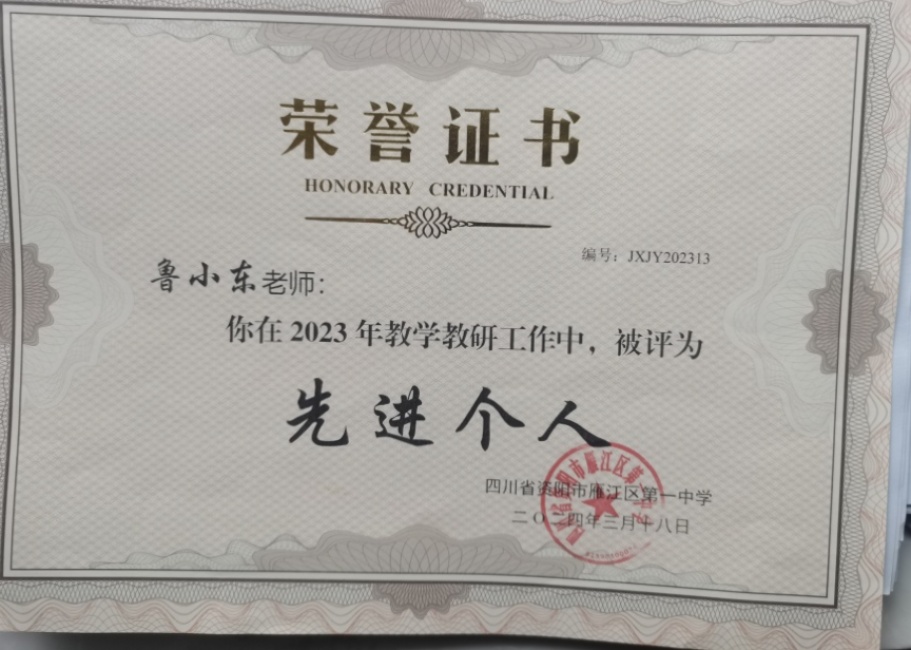 荣誉证书
HONORARY CREDENTIAL
编号：JXJY202313
鲁小东老师：
你在2023年教学教研工作中，被评为
先进个人
四川省资阳市雁江区第一中学
二〇二四年三月十八日